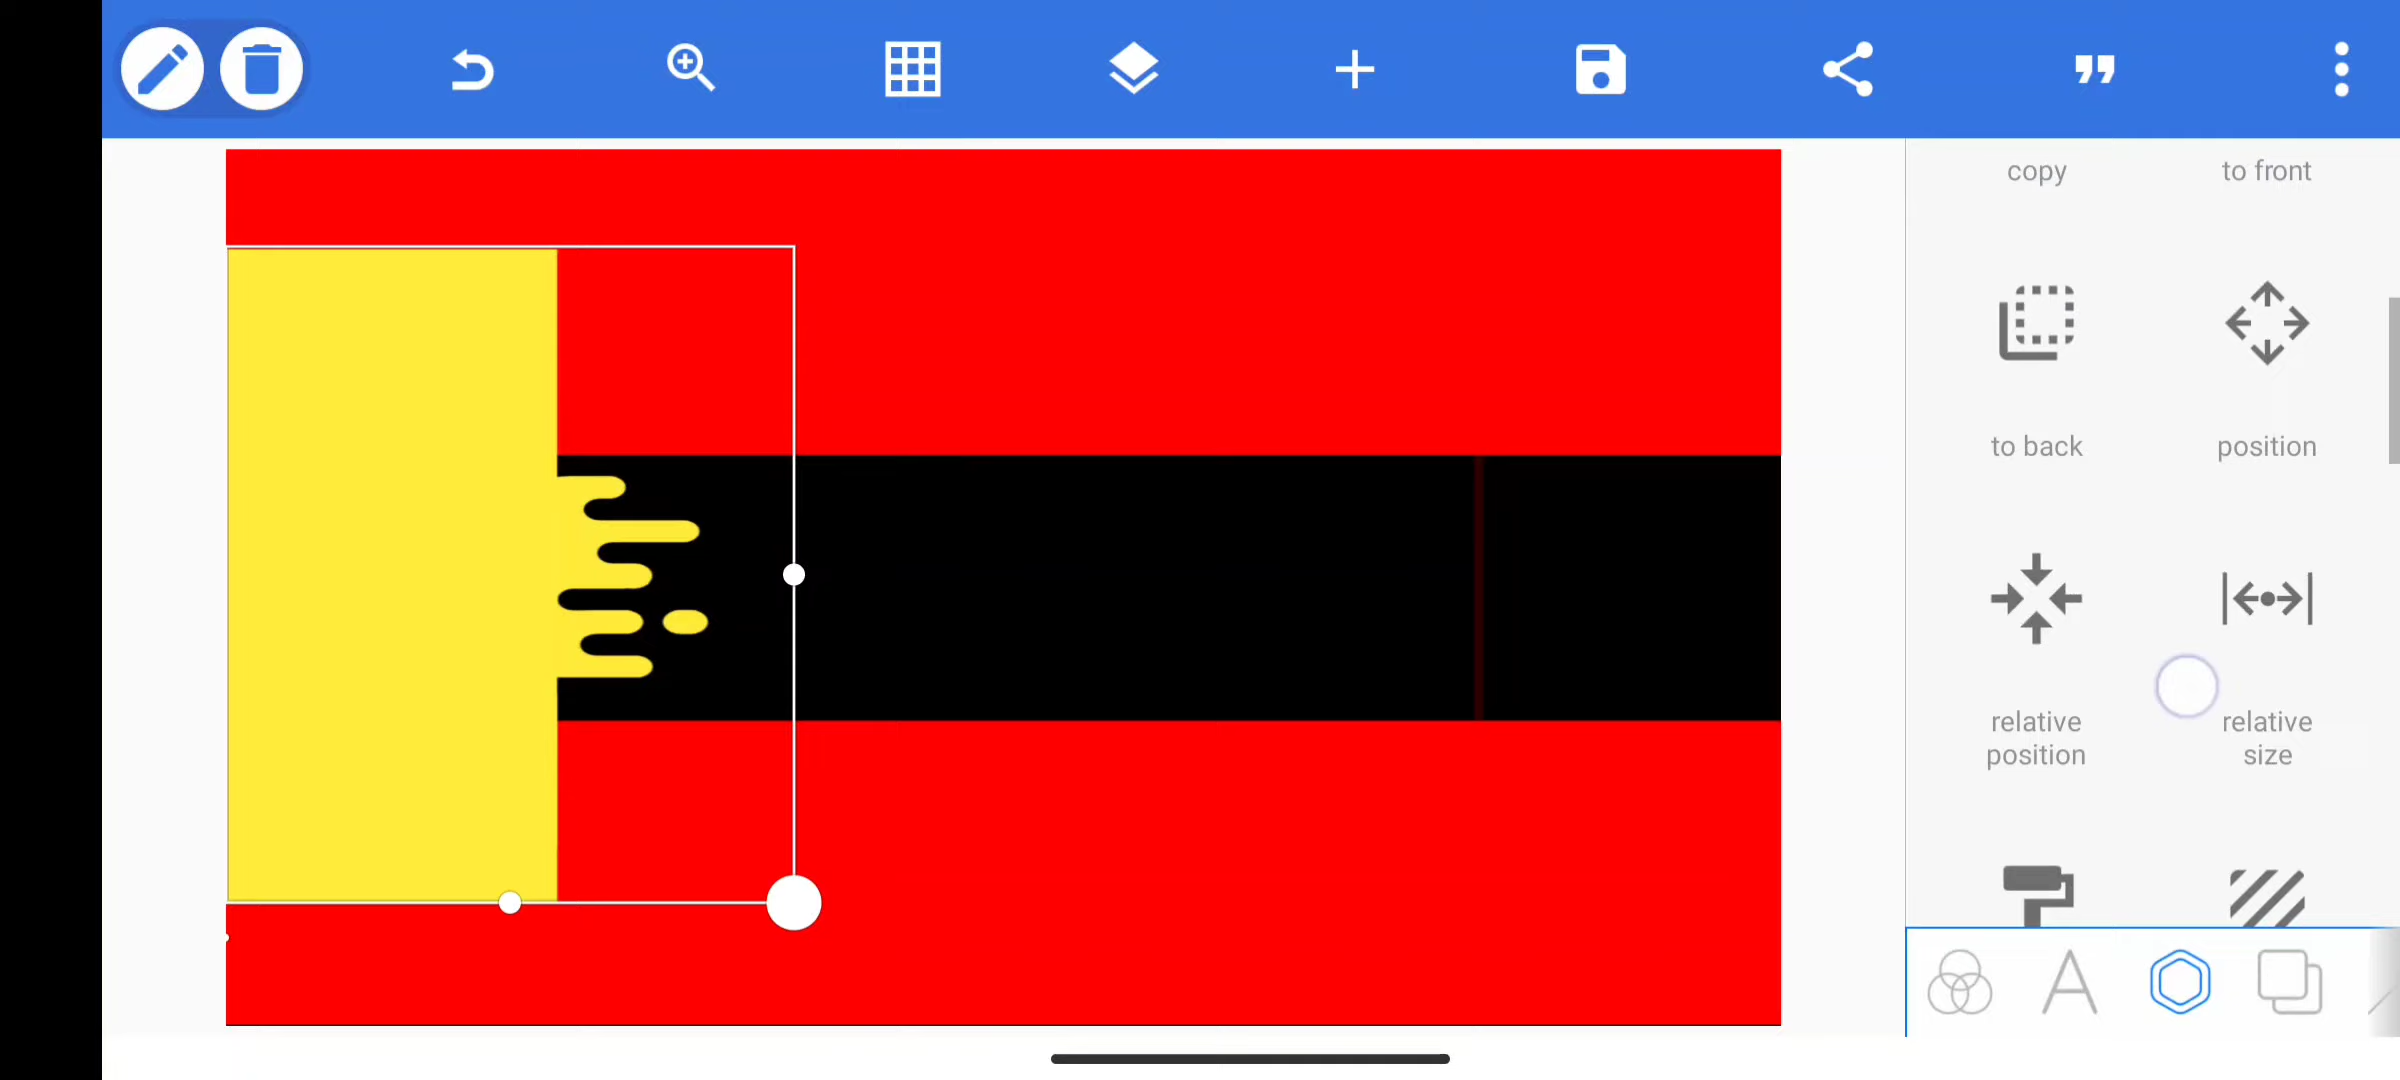 copy
to front
to back
position
relative
position
relative
size